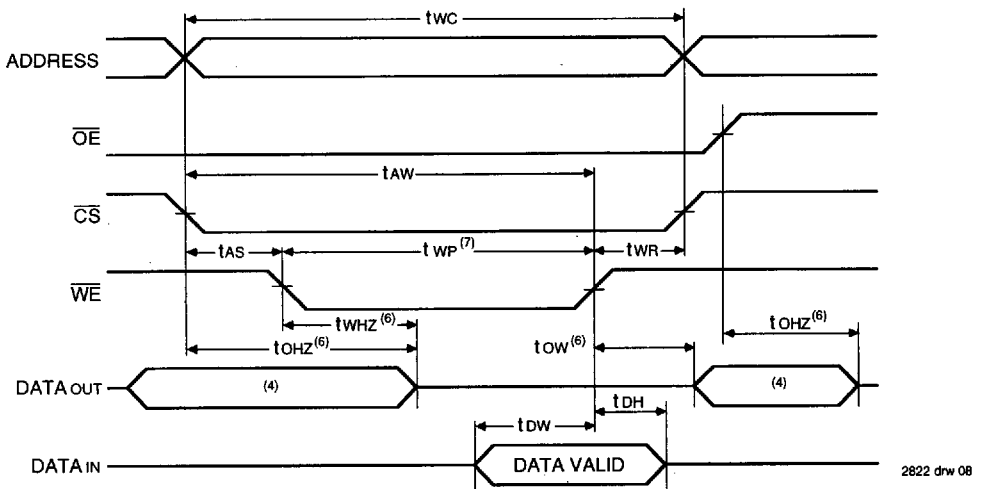 tWC
ADDRESS
OE
tAW
CS
tAS
tWP(7)
tWR
WE
tWHZ(6)
tOHZ(6)
tOHZ(6)
tOW(6)
DATA OUT
(4)
(4)
tDH
tDW
DATA IN
DATA VALID
2822 drw 08